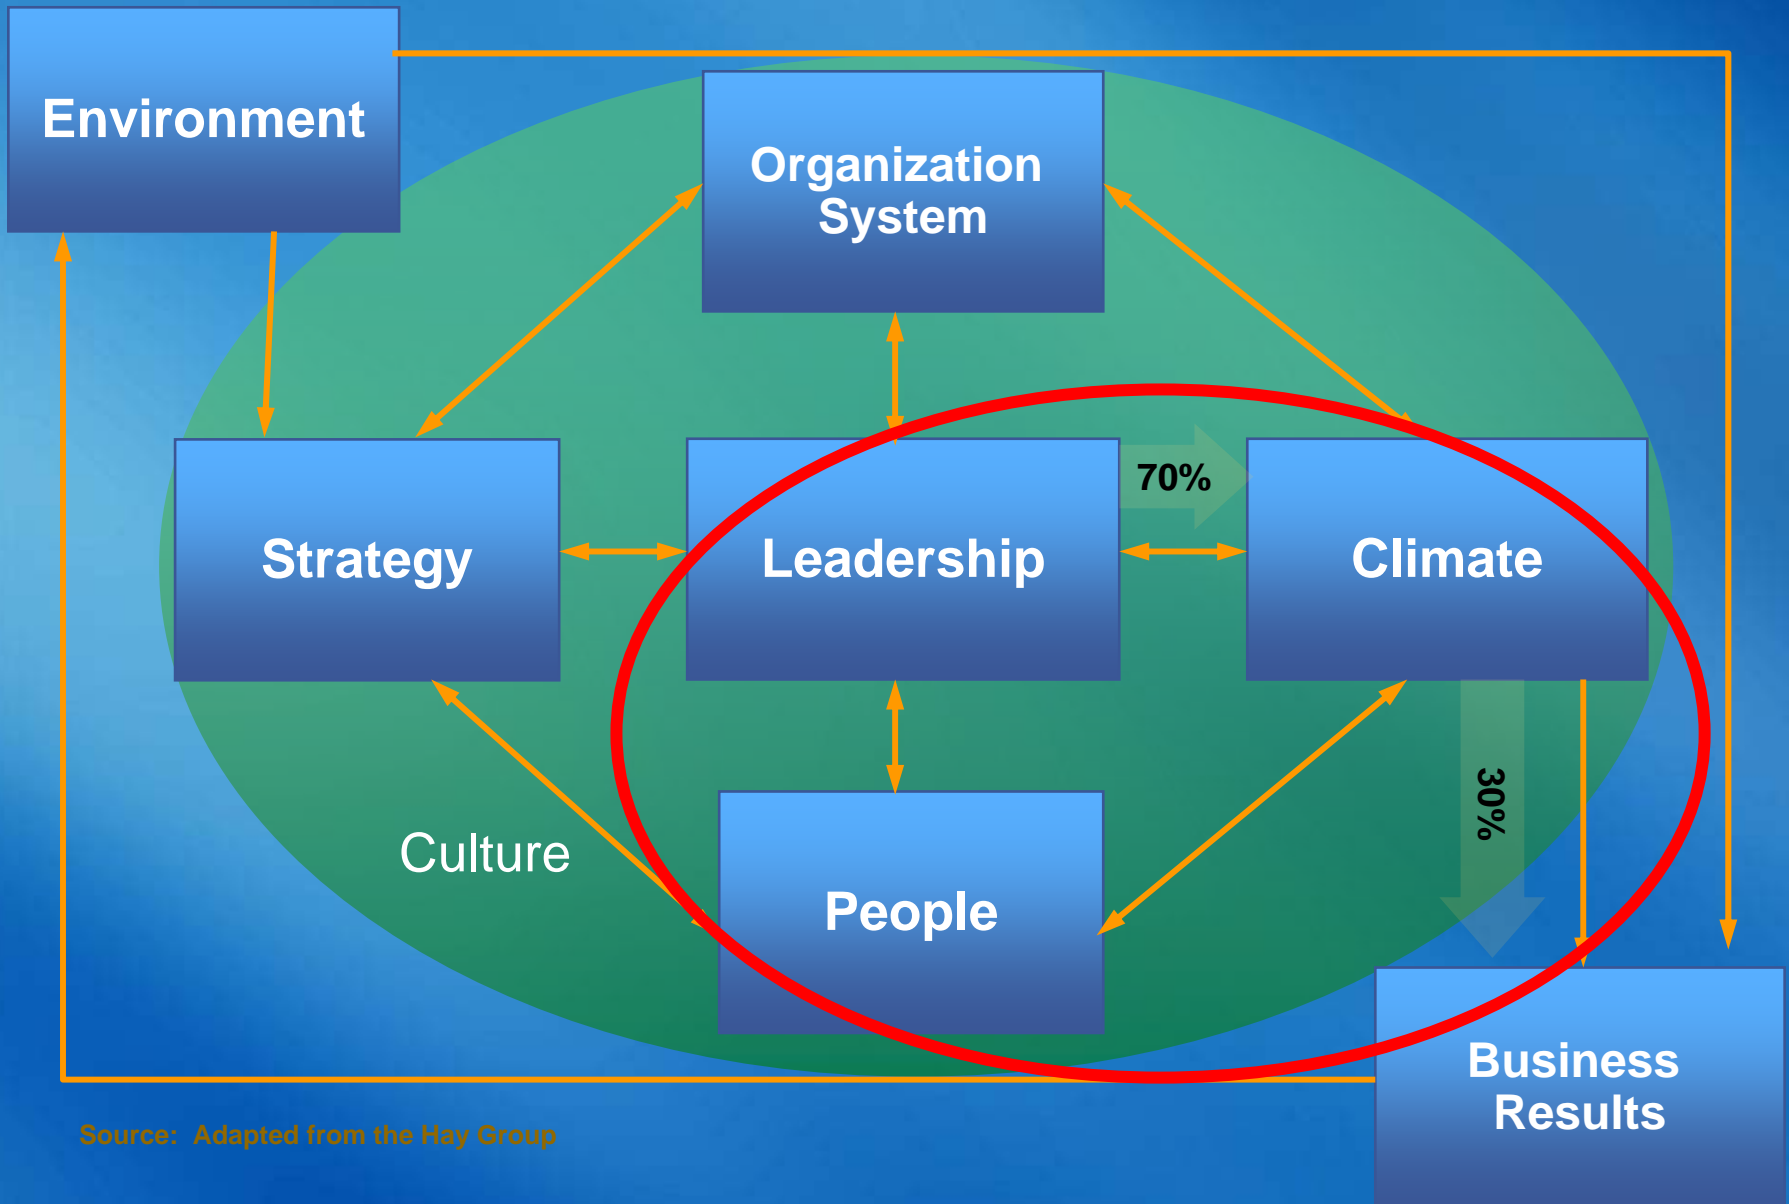 Environment
Organization
System
70%
Strategy
Leadership
Climate
30%
Culture
People
Business
Results
Source:  Adapted from the Hay Group